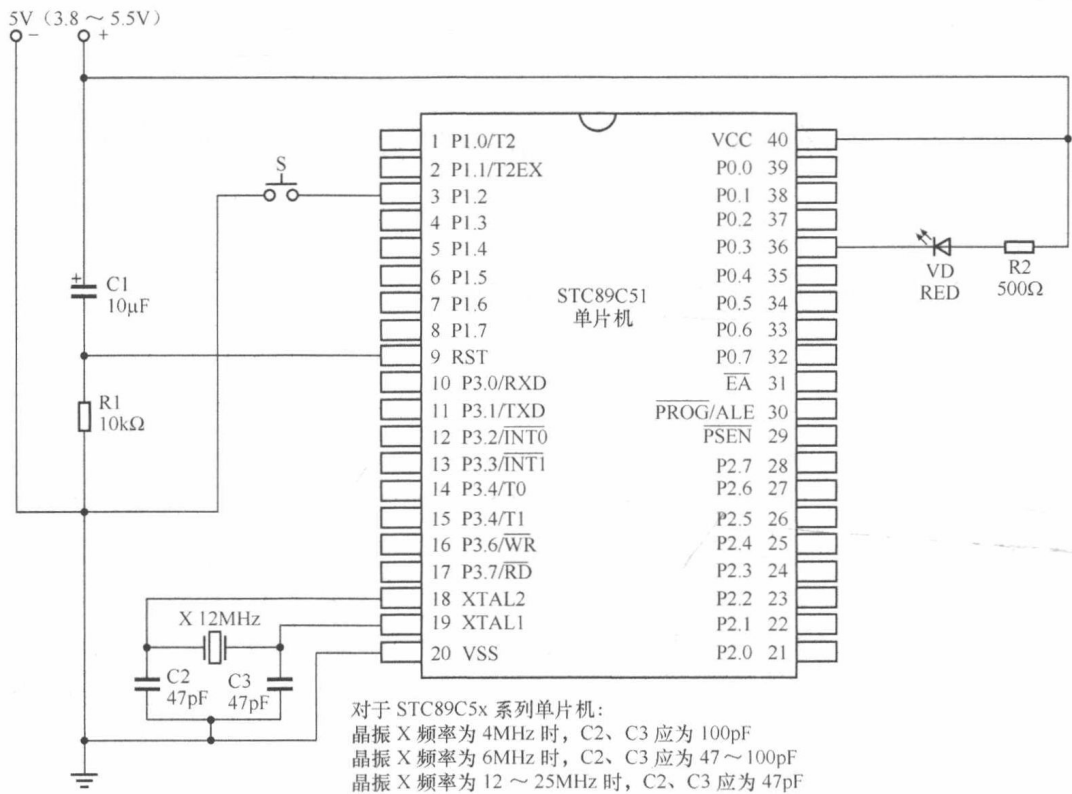 5V（3.8～5.5V）
− +
S
C1
10μF
R1
10kΩ
X 12MHz
C2
47pF
C3
47pF
1 P1.0/T2
2 P1.1/T2EX
3 P1.2
4 P1.3
5 P1.4
6 P1.5
7 P1.6
8 P1.7
9 RST
10 P3.0/RXD
11 P3.1/TXD
12 P3.2/INT0
13 P3.3/INT1
14 P3.4/T0
15 P3.4/T1
16 P3.6/WR
17 P3.7/RD
18 XTAL2
19 XTAL1
20 VSS
STC89C51
单片机
VCC 40
P0.0 39
P0.1 38
P0.2 37
P0.3 36
P0.4 35
P0.5 34
P0.6 33
P0.7 32
EA 31
PROG/ALE 30
PSEN 29
P2.7 28
P2.6 27
P2.5 26
P2.4 25
P2.3 24
P2.2 23
P2.1 22
P2.0 21
VD
RED
R2
500Ω
对于 STC89C5x 系列单片机：
晶振 X 频率为 4MHz 时，C2、C3 应为 100pF
晶振 X 频率为 6MHz 时，C2、C3 应为 47～100pF
晶振 X 频率为 12～25MHz 时，C2、C3 应为 47pF